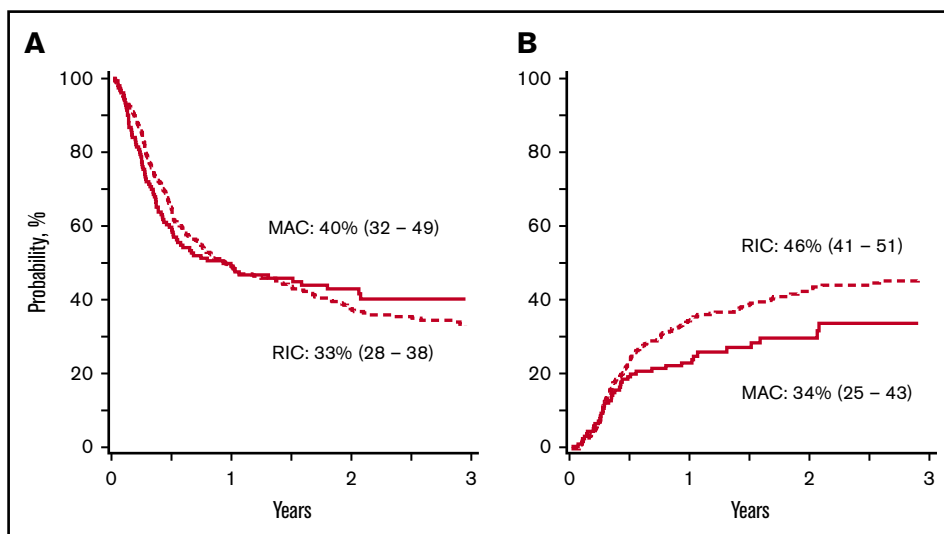 A
B
100
80
60
40
20
0
Probability, %
MAC: 40% (32 – 49)
RIC: 33% (28 – 38)
0
1
2
3
Years
100
80
60
40
20
0
RIC: 46% (41 – 51)
MAC: 34% (25 – 43)
0
1
2
3
Years